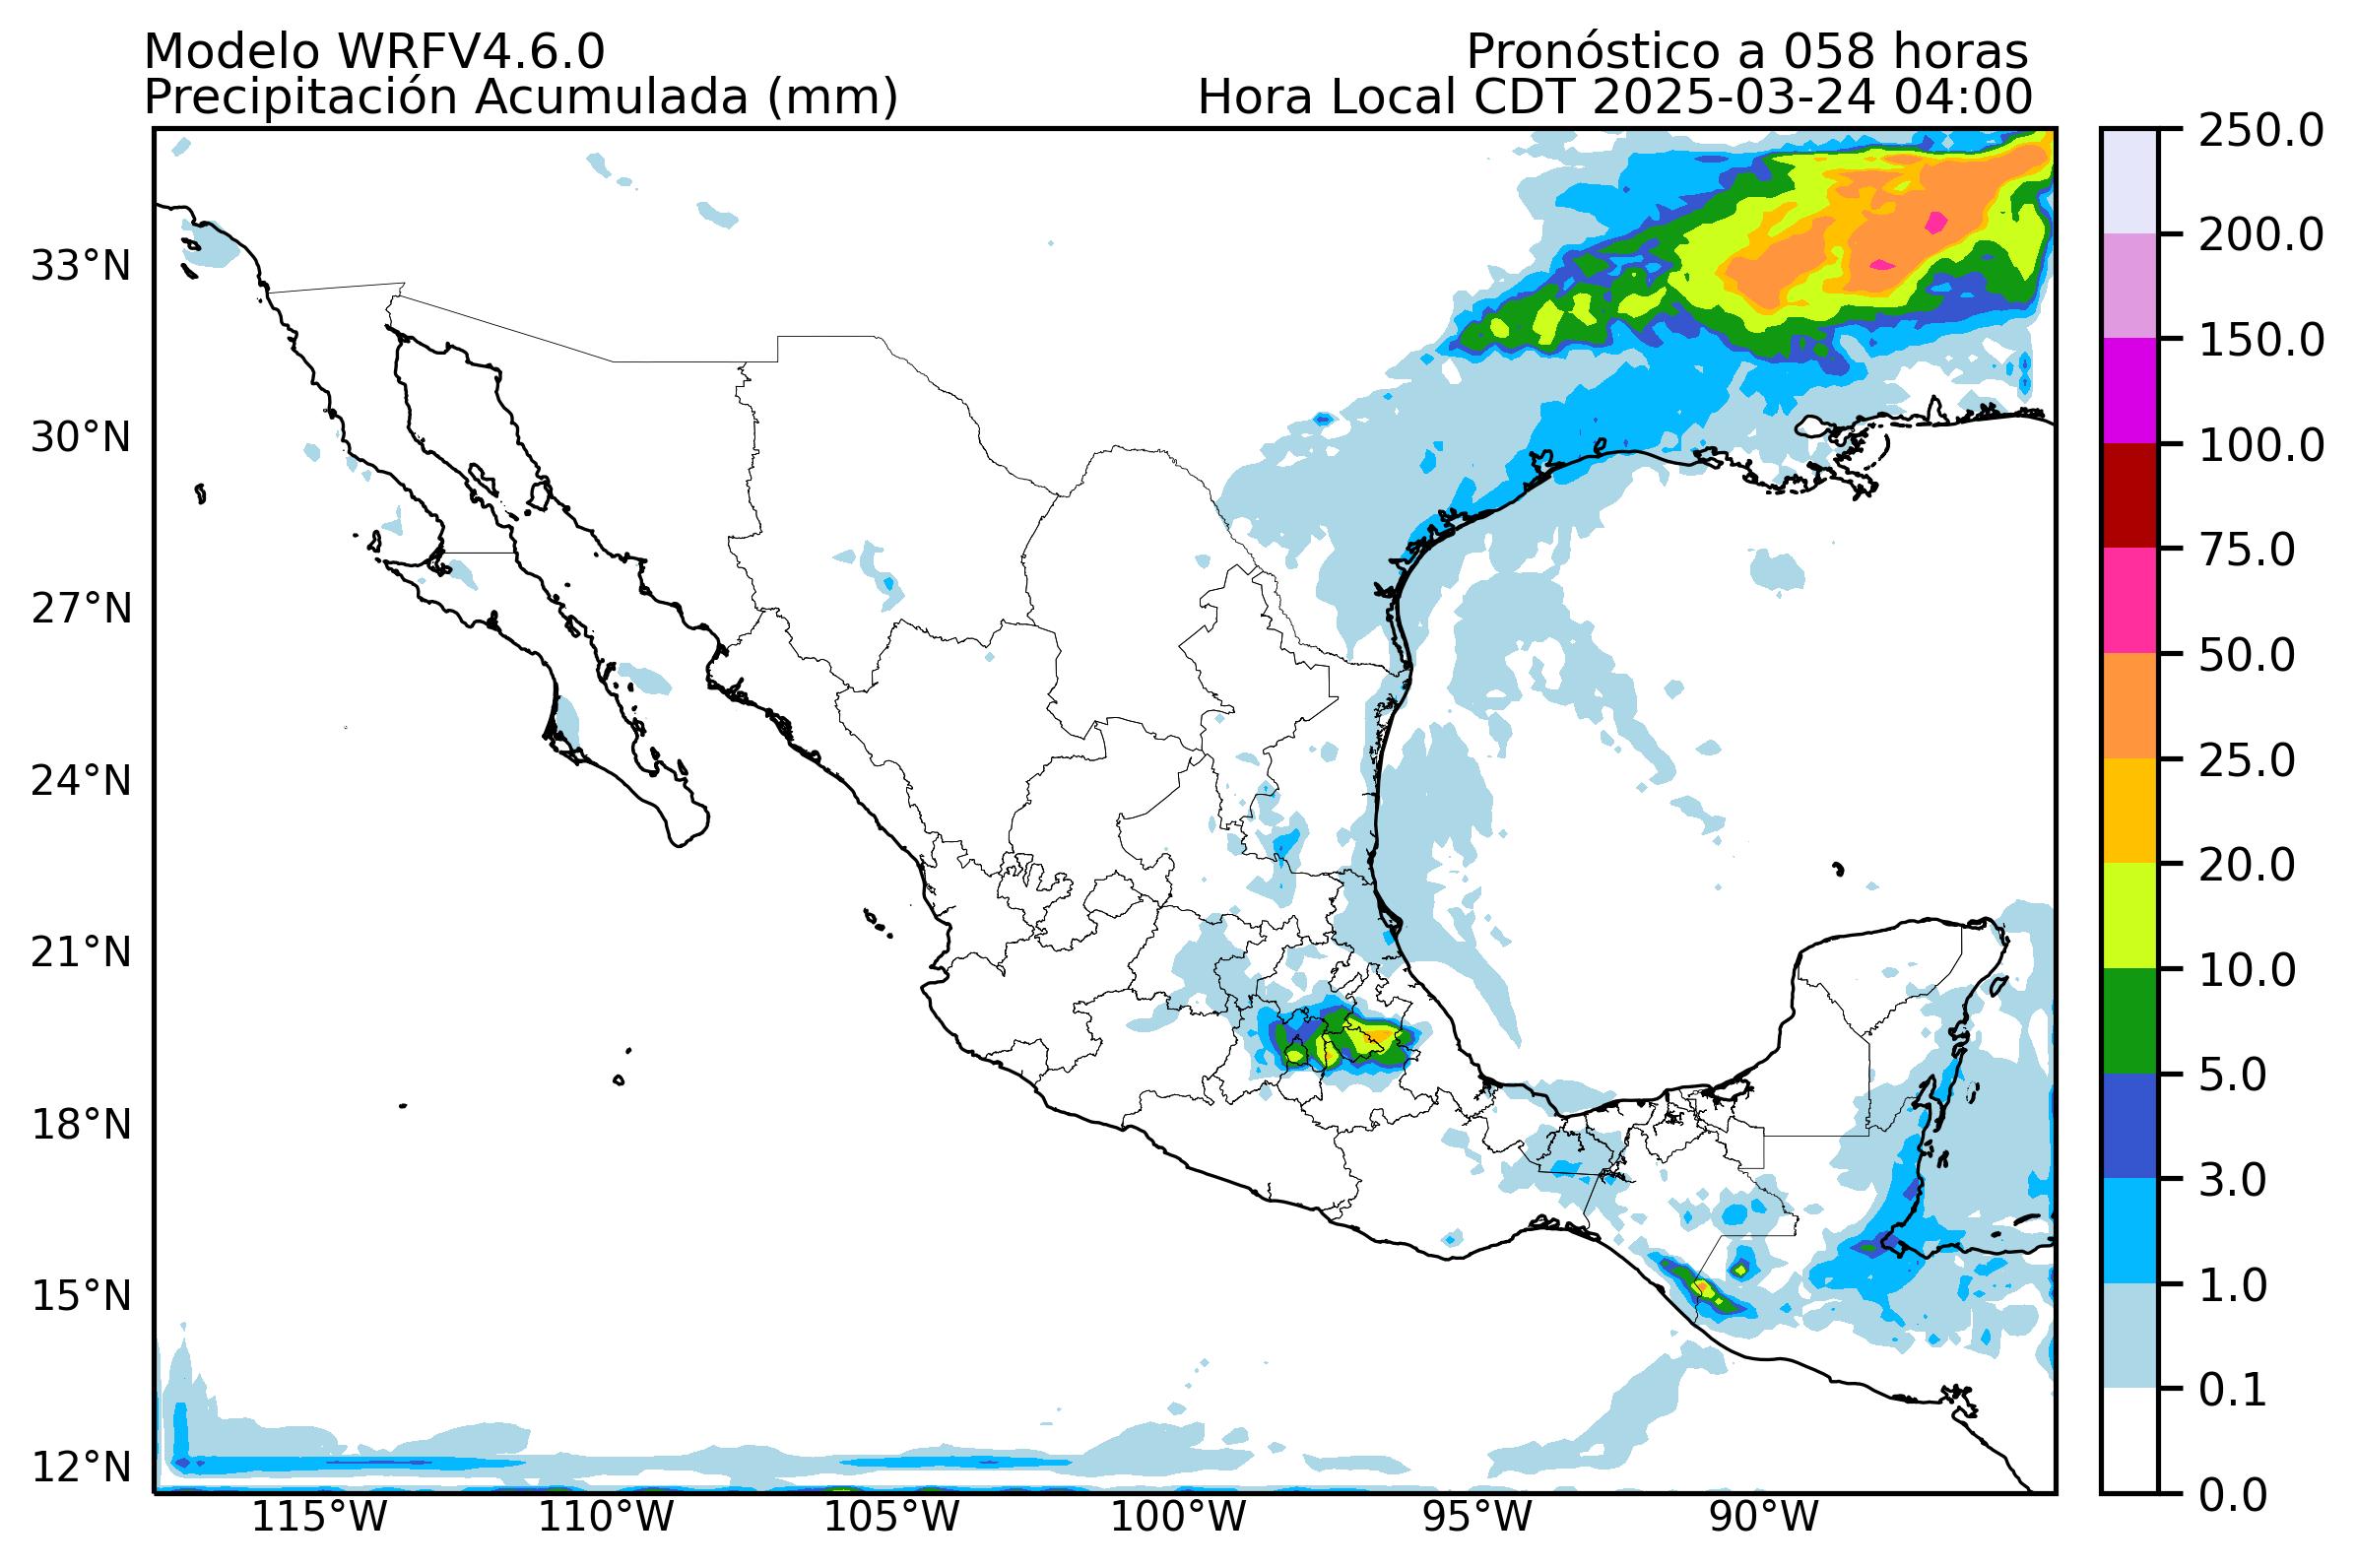 Modelo WRFV4.6.0
Pronóstico a 058 horas
Precipitación Acumulada (mm)
Hora Local CDT 2025-03-24 04:00
250.0
200.0
150.0
100.0
75.0
50.0
25.0
20.0
10.0
5.0
3.0
1.0
0.1
0.0
33°N
30°N
27°N
24°N
21°N
18°N
15°N
12°N
115°W
110°W
105°W
100°W
95°W
90°W